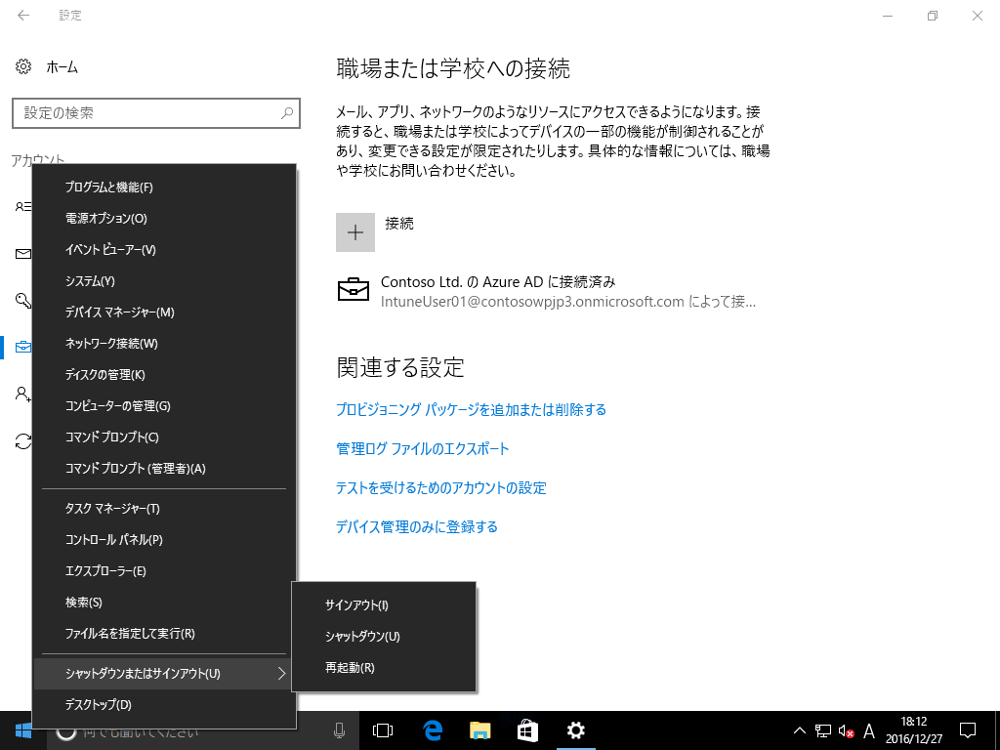 設定
ホーム
設定の検索
アカウント
プログラムと機能(F)
電源オプション(O)
イベント ビューアー(V)
システム(Y)
デバイス マネージャー(M)
ネットワーク接続(W)
ディスクの管理(K)
コンピューターの管理(G)
コマンド プロンプト(C)
コマンド プロンプト (管理者)(A)
タスク マネージャー(T)
コントロール パネル(P)
エクスプローラー(E)
検索(S)
ファイル名を指定して実行(R)
シャットダウンまたはサインアウト(U)
デスクトップ(D)
サインアウト(I)
シャットダウン(U)
再起動(R)
職場または学校への接続
メール、アプリ、ネットワークのようなリソースにアクセスできるようになります。接
続すると、職場または学校によってデバイスの一部の機能が制御されることが
あり、変更できる設定が限定されたりします。具体的な情報については、職場
や学校にお問い合わせください。
接続
Contoso Ltd. の Azure AD に接続済み
IntuneUser01@contosowpjp3.onmicrosoft.com によって接...
関連する設定
プロビジョニング パッケージを追加または削除する
管理ログ ファイルのエクスポート
テストを受けるためのアカウントの設定
デバイス管理のみに登録する
何でも聞いてください
A
18:12
2016/12/27